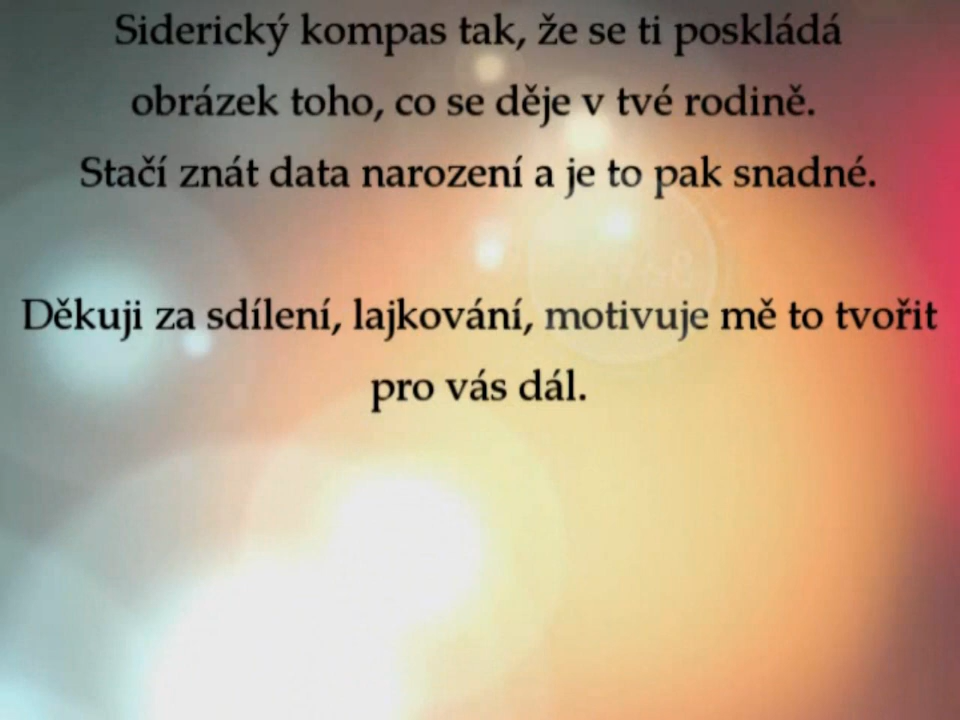 Siderický kompas tak, že se ti poskládá
obrázek toho, co se děje v tvé rodině.
Stačí znát data narození a je to pak snadné.
Děkuji za sdílení, lajkování, motivuje mě to tvořit
pro vás dál.